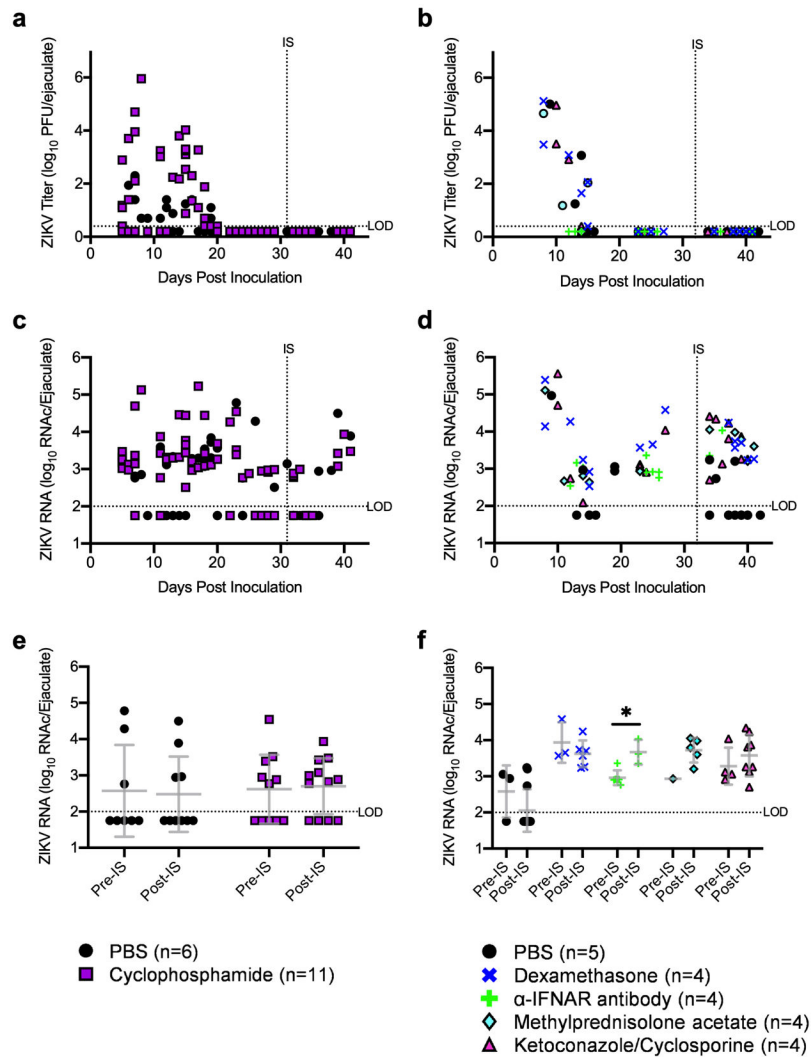 a
IS
ZIKV Titer (log10 PFU/ejaculate)
6
4
2
0
LOD
0 10 20 30 40
Days Post Inoculation
b
IS
ZIKV Titer (log10 PFU/ejaculate)
6
4
2
0
LOD
0 10 20 30 40
Days Post Inoculation
c
IS
ZIKV RNA (log10 RNAc/Ejaculate)
6
5
4
3
2
1
LOD
0 10 20 30 40
Days Post Inoculation
d
IS
ZIKV RNA (log10 RNAc/Ejaculate)
6
5
4
3
2
1
LOD
0 10 20 30 40
Days Post Inoculation
e
ZIKV RNA (log10 RNAc/Ejaculate)
6
5
4
3
2
1
LOD
Pre-IS Post-IS Pre-IS Post-IS
PBS (n=6)
Cyclophosphamide (n=11)
f
ZIKV RNA (log10 RNAc/Ejaculate)
6
5
4
3
2
1
*
LOD
Pre-IS Post-IS Pre-IS Post-IS Pre-IS Post-IS Pre-IS Post-IS Pre-IS Post-IS
PBS (n=5)
Dexamethasone (n=4)
α-IFNAR antibody (n=4)
Methylprednisolone acetate (n=4)
Ketoconazole/Cyclosporine (n=4)